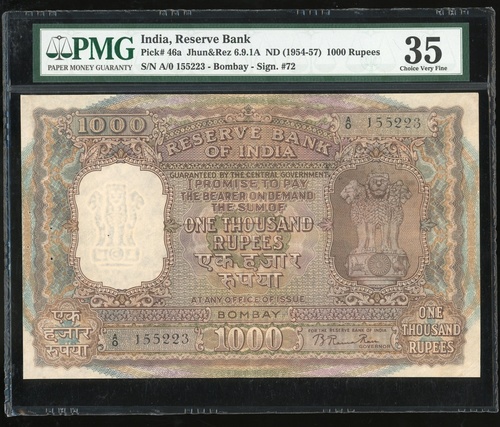 PMG
PAPER MONEY GUARANTY
India, Reserve Bank
Pick# 46a Jhun&Rez 6.9.1A ND (1954-57) 1000 Rupees
S/N A/0 155223 - Bombay - Sign. #72
35
Choice Very Fine
1000
RESERVE BANK
OF INDIA
A/0 155223
GUARANTEED BY THE CENTRAL GOVERNMENT
I PROMISE TO PAY
THE BEARER ON DEMAND
THE SUM OF
ONE THOUSAND
RUPEES
एक हज़ार
रुपया
AT ANY OFFICE OF ISSUE
BOMBAY
एक
हज़ार
रुपया
A/0 155223
1000
FOR THE RESERVE BANK OF INDIA
GOVERNOR
ONE
THOUSAND
RUPEES